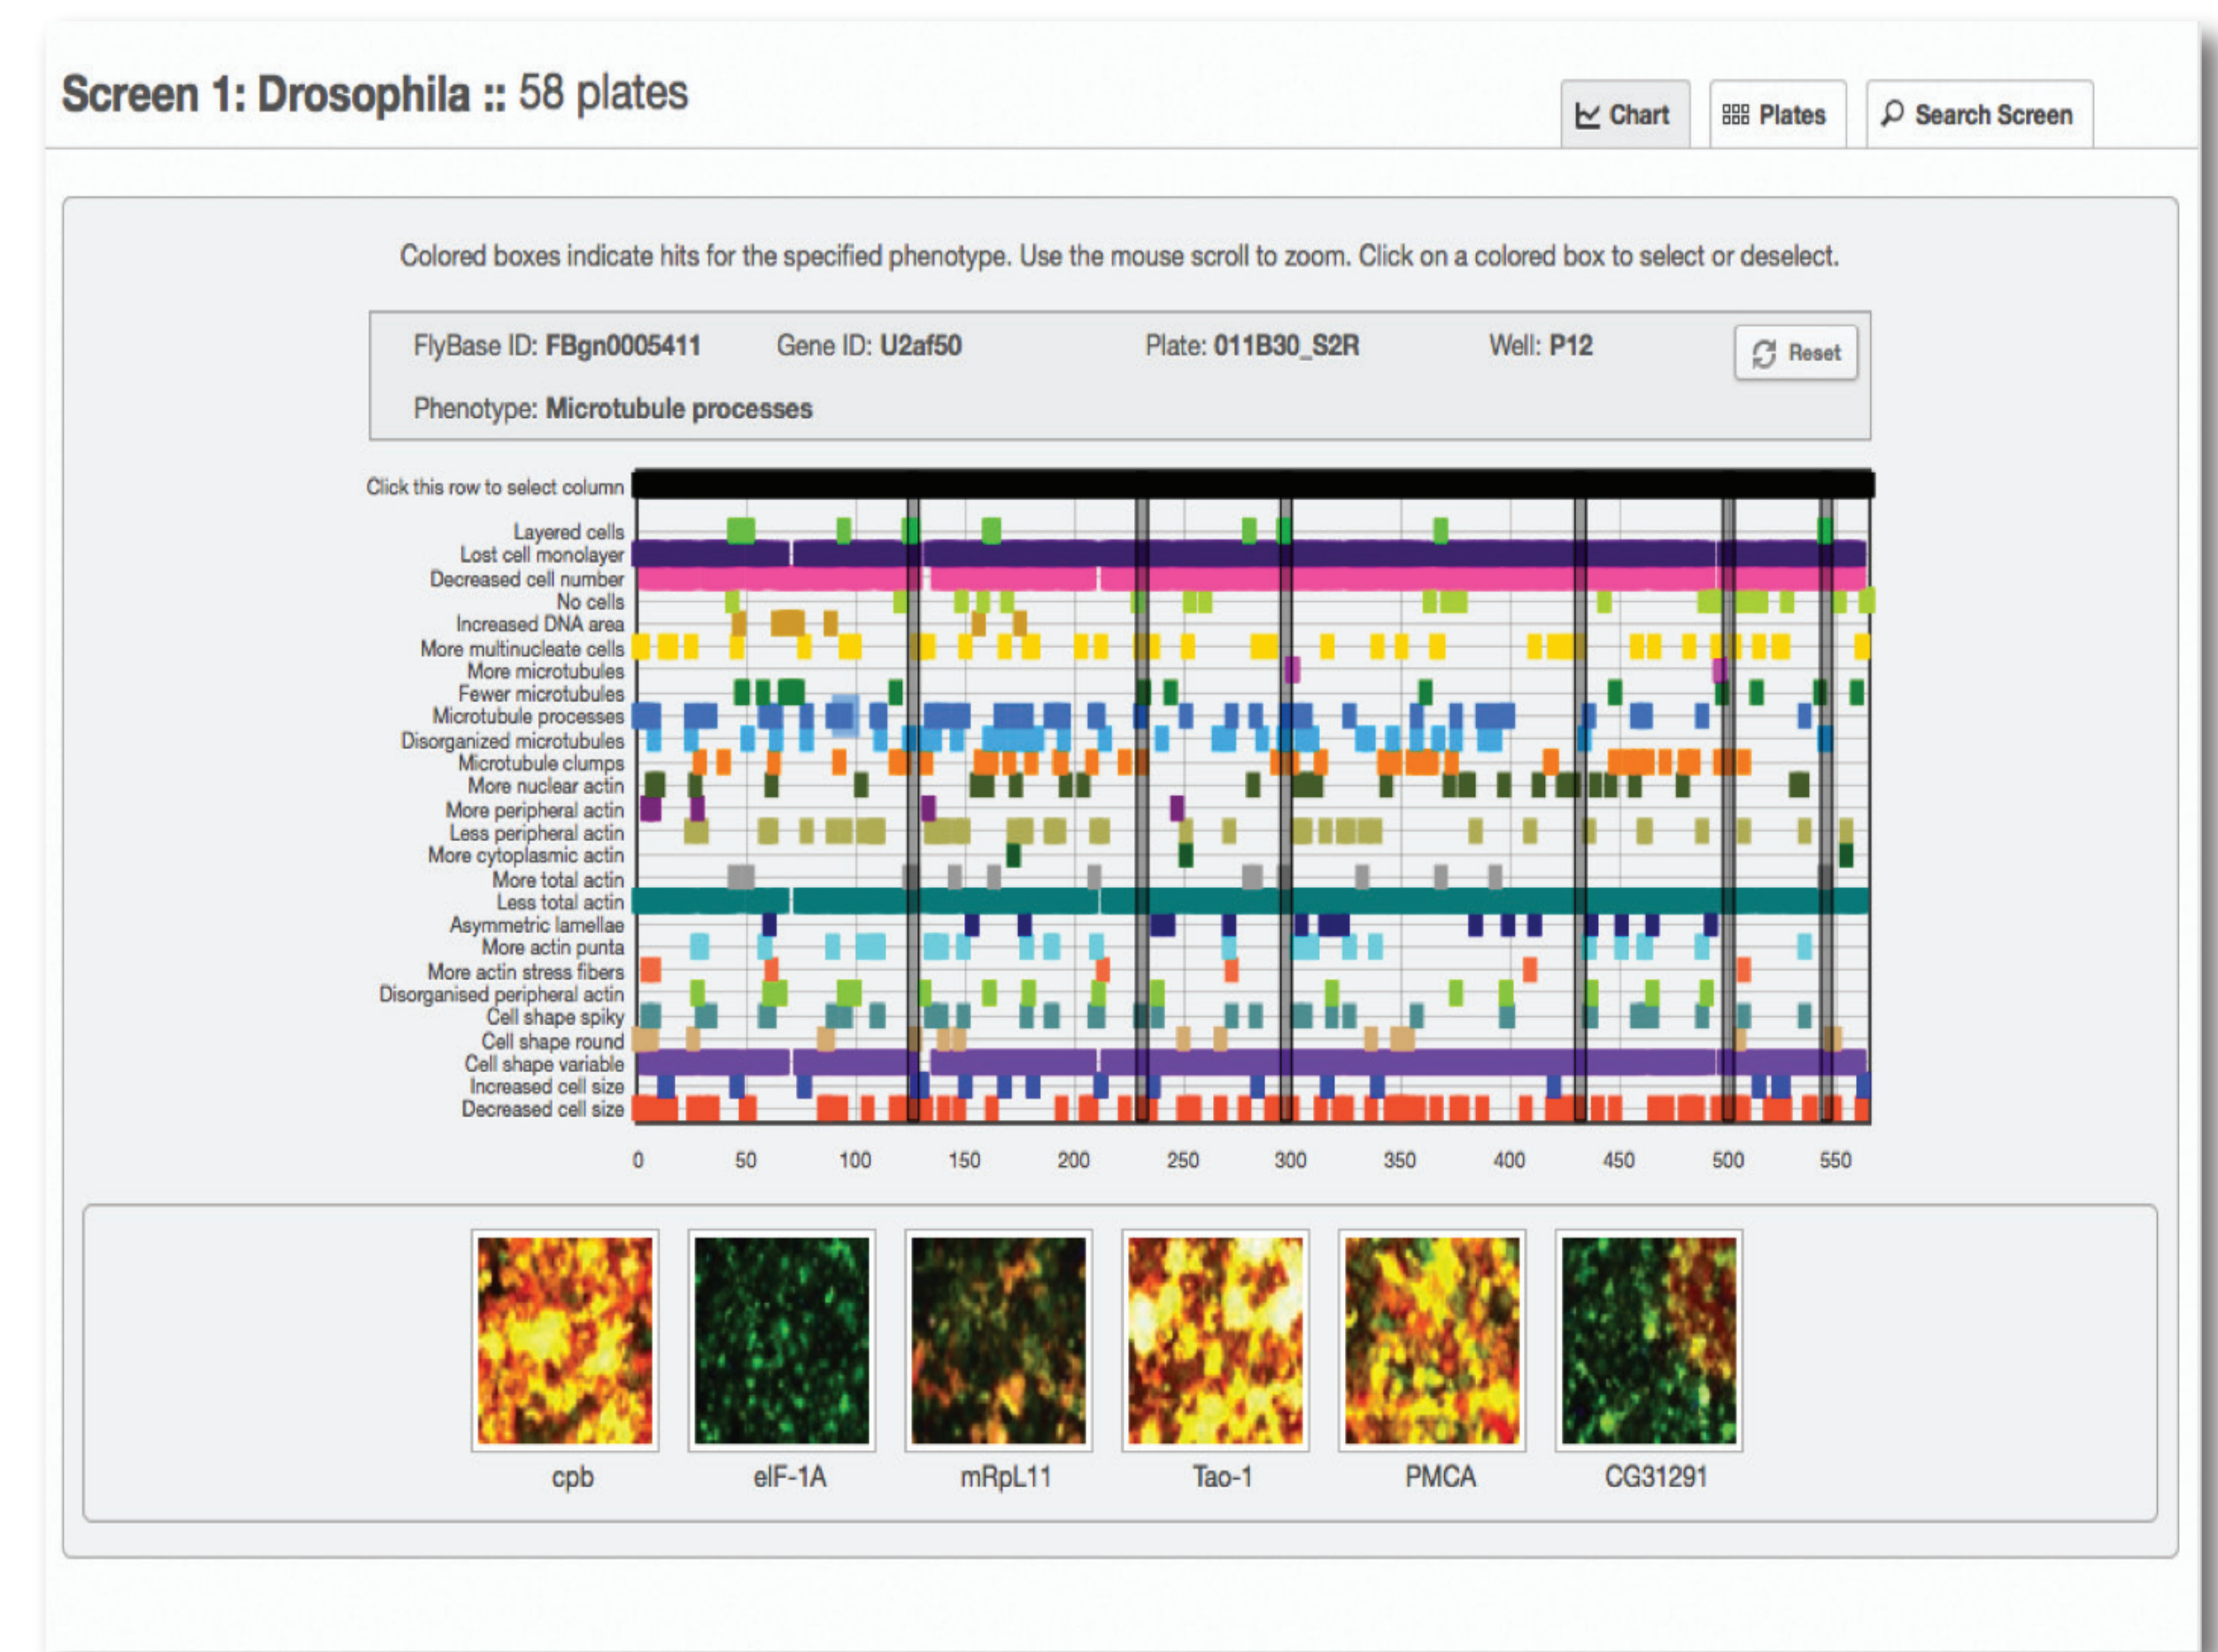 Screen 1: Drosophila :: 58 plates
Chart
Plates
Search Screen
Colored boxes indicate hits for the specified phenotype. Use the mouse scroll to zoom. Click on a colored box to select or deselect.
FlyBase ID: FBgn0005411 Gene ID: U2af50 Plate: 011B30_S2R Well: P12
Reset
Phenotype: Microtubule processes
Click this row to select column
Layered cells
Lost cell monolayer
Decreased cell number
No cells
Increased DNA area
More multinucleate cells
More microtubules
Fewer microtubules
Microtubule processes
Disorganized microtubules
Microtubule clumps
More nuclear actin
More peripheral actin
Less peripheral actin
More cytoplasmic actin
More total actin
Less total actin
Asymmetric lamellae
More actin punta
More actin stress fibers
Disorganised peripheral actin
Cell shape spiky
Cell shape round
Cell shape variable
Increased cell size
Decreased cell size
0 50 100 150 200 250 300 350 400 450 500 550
cpb eIF-1A mRpL11 Tao-1 PMCA CG31291